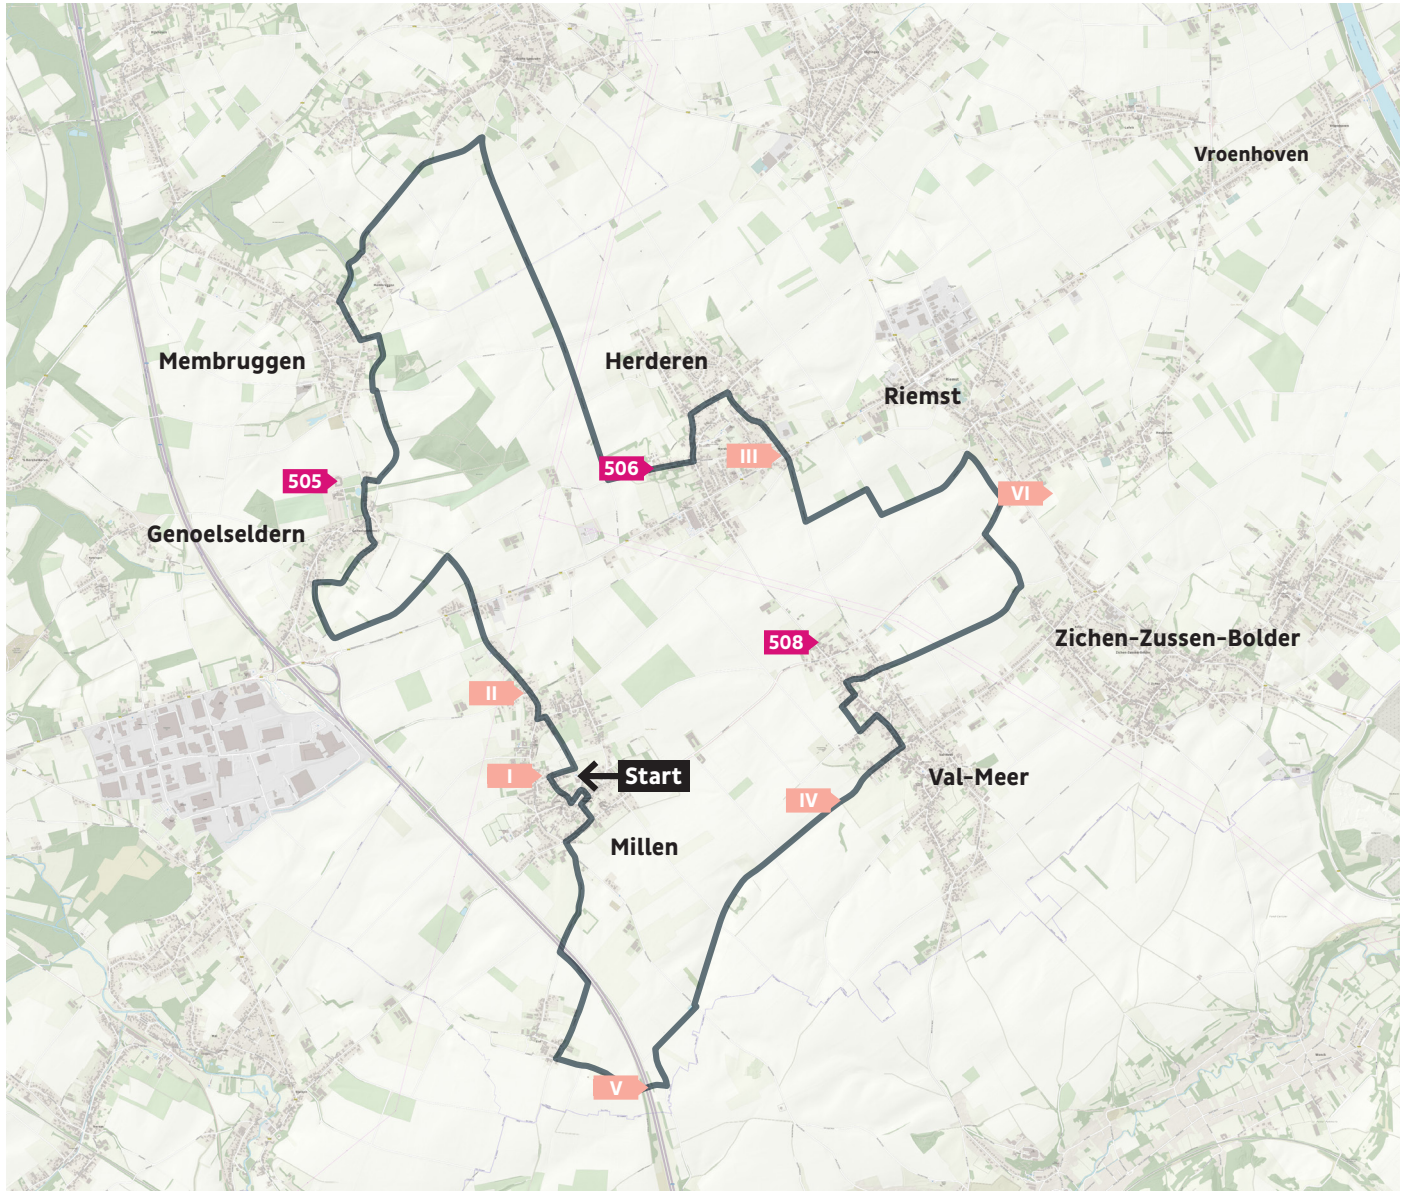 Vroenhoven
Membruggen
Herderen
Riemst
III
506
505
VI
Genoelseldern
508
Zichen-Zussen-Bolder
II
I
Start
Val-Meer
IV
Millen
V